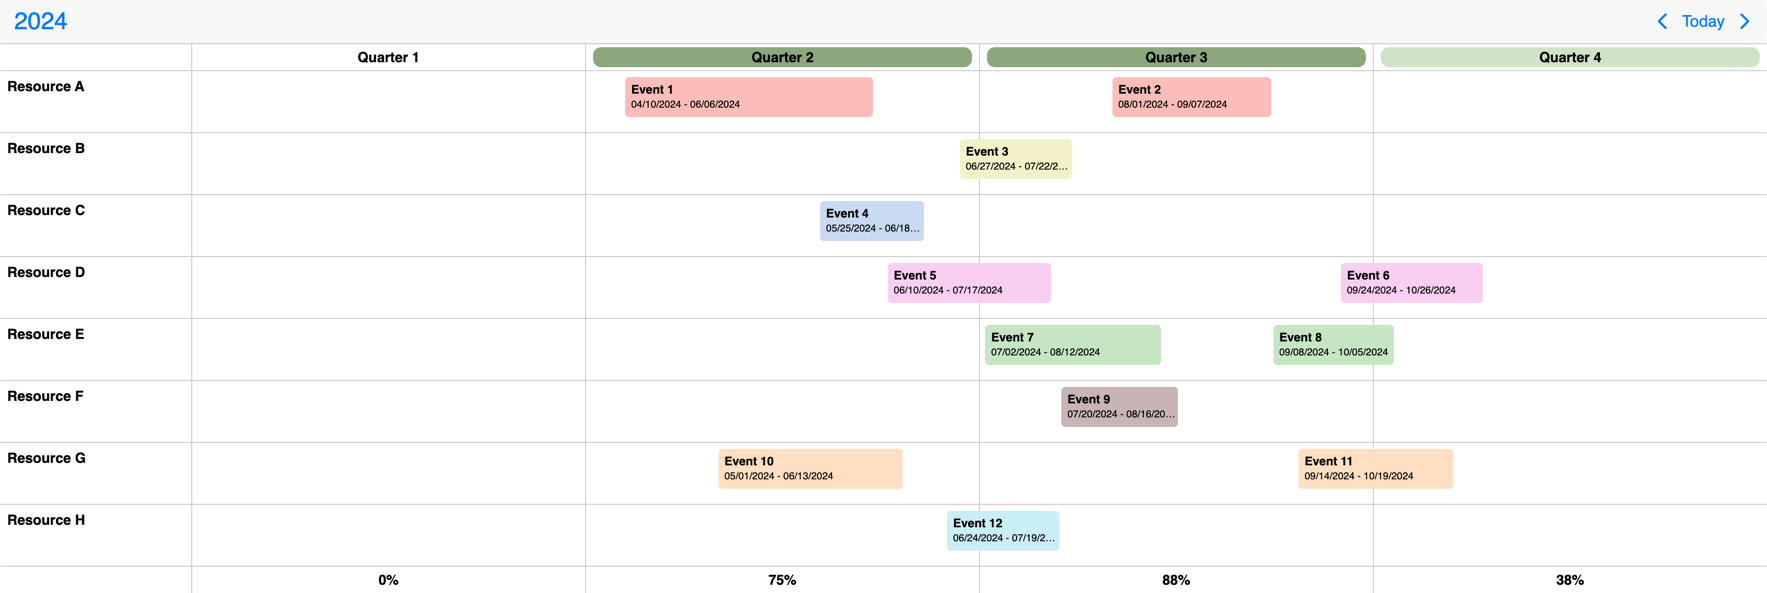 2024
Today
Quarter 1 Quarter 2 Quarter 3 Quarter 4
Resource A
Event 1
04/10/2024 - 06/06/2024
Event 2
08/01/2024 - 09/07/2024
Resource B
Event 3
06/27/2024 - 07/22/2...
Resource C
Event 4
05/25/2024 - 06/18...
Resource D
Event 5
06/10/2024 - 07/17/2024
Event 6
09/24/2024 - 10/26/2024
Resource E
Event 7
07/02/2024 - 08/12/2024
Event 8
09/08/2024 - 10/05/2024
Resource F
Event 9
07/20/2024 - 08/16/20...
Resource G
Event 10
05/01/2024 - 06/13/2024
Event 11
09/14/2024 - 10/19/2024
Resource H
Event 12
06/24/2024 - 07/19/2...
0% 75% 88% 38%